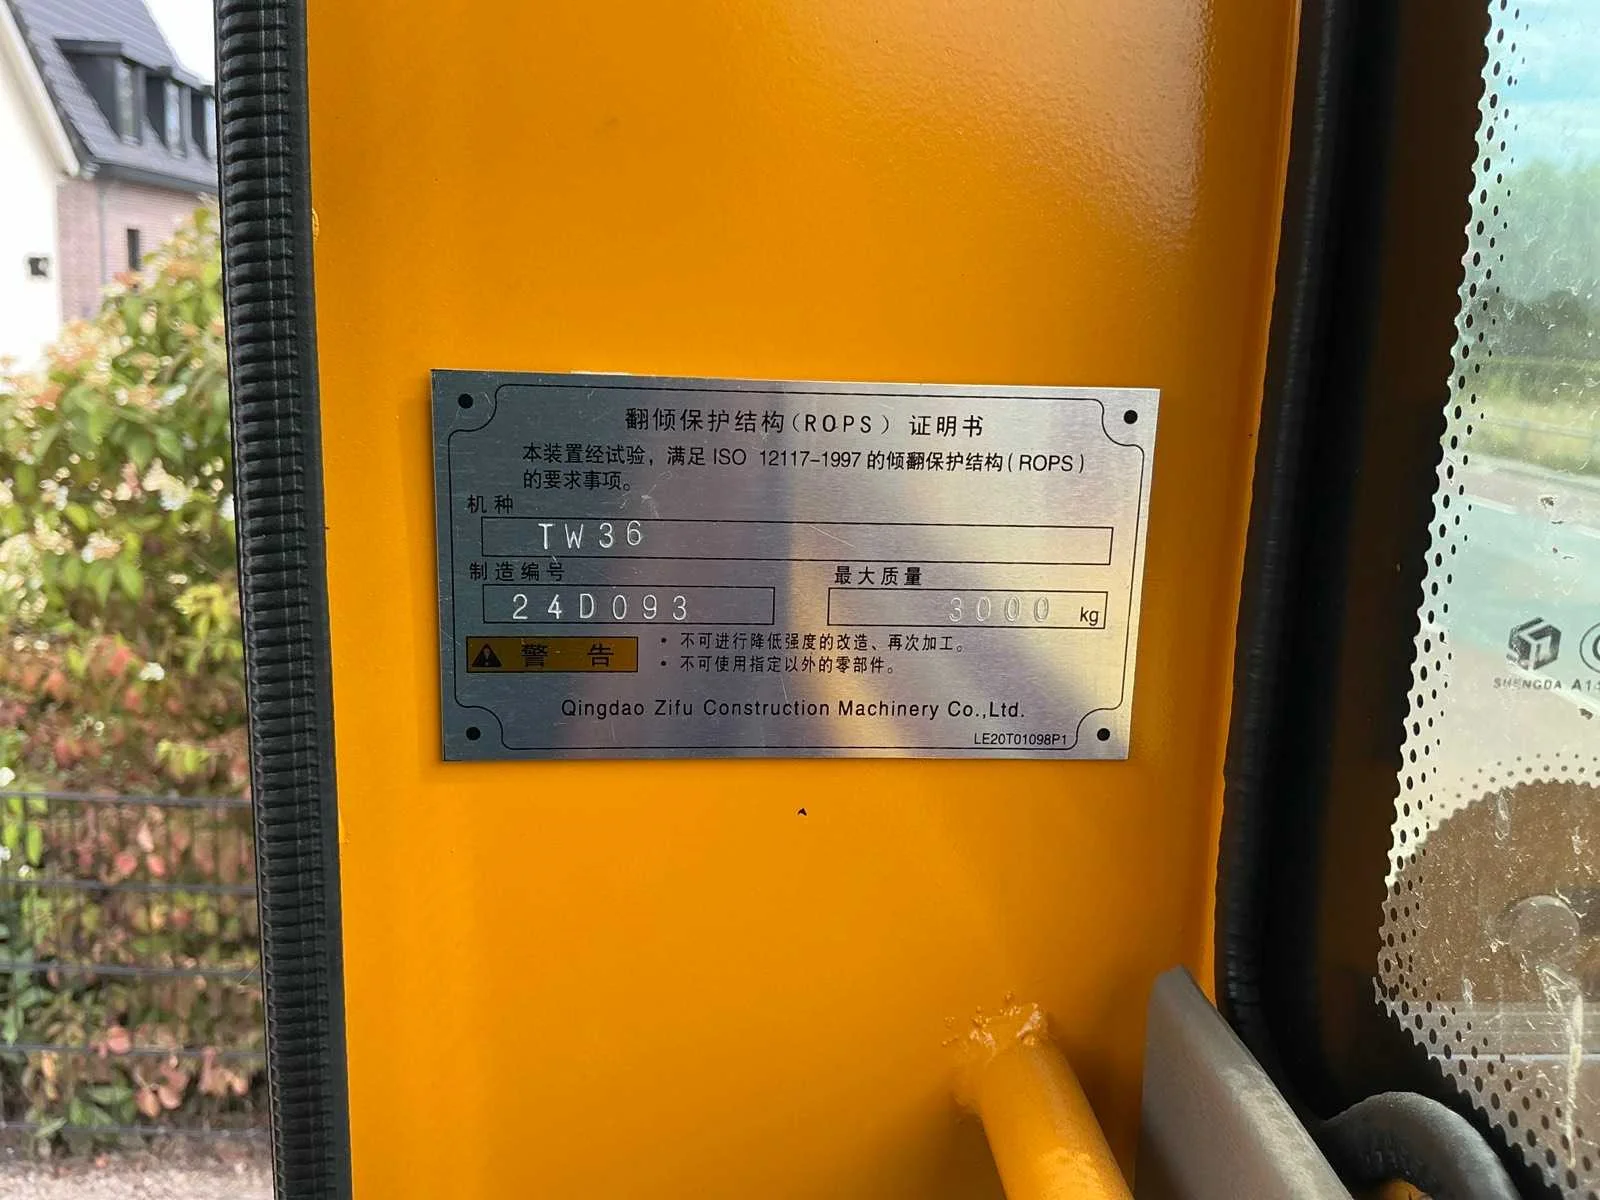 翻倾保护结构(ROPS) 证明书
本装置经试验，满足 ISO 12117-1997 的倾翻保护结构(ROPS)
的要求事项。
机种
TW36
制造编号
24D093
最大质量
3000 kg
警 告
• 不可进行降低强度的改造、再次加工。
• 不可使用指定以外的零部件。
Qingdao Zifu Construction Machinery Co.,Ltd.
LE20T01098P1
SHENGDA